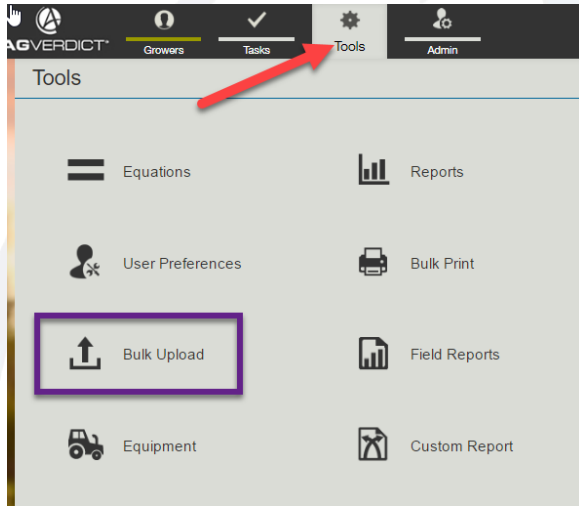 AGVERDICT
Growers
Tasks
Tools
Admin
Tools
Equations
Reports
User Preferences
Bulk Print
Bulk Upload
Field Reports
Equipment
Custom Report